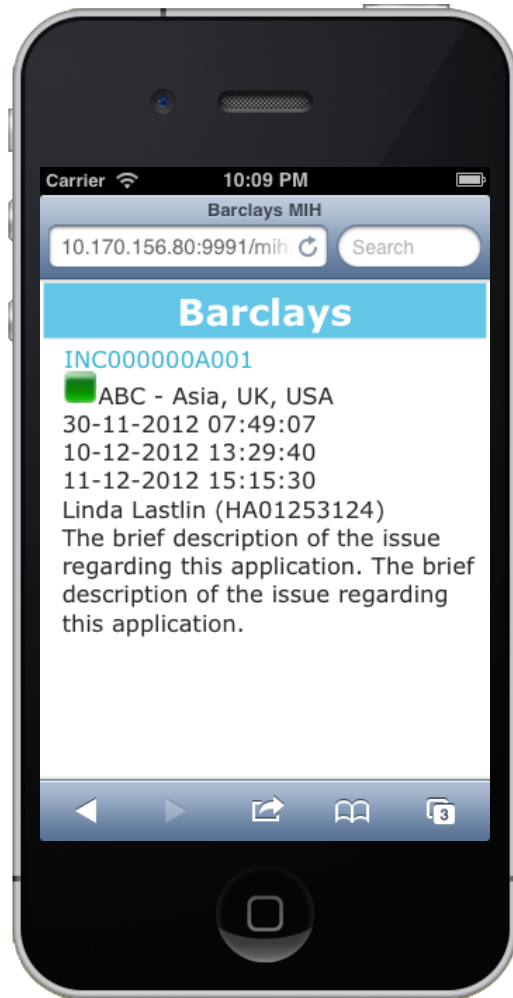 Carrier 10:09 PM
Barclays MIH
10.170.156.80:9991/mih. Search
Barclays
INC000000A001
ABC - Asia, UK, USA
30-11-2012 07:49:07
10-12-2012 13:29:40
11-12-2012 15:15:30
Linda Lastlin (HA01253124)
The brief description of the issue
regarding this application. The brief
description of the issue regarding
this application.
3